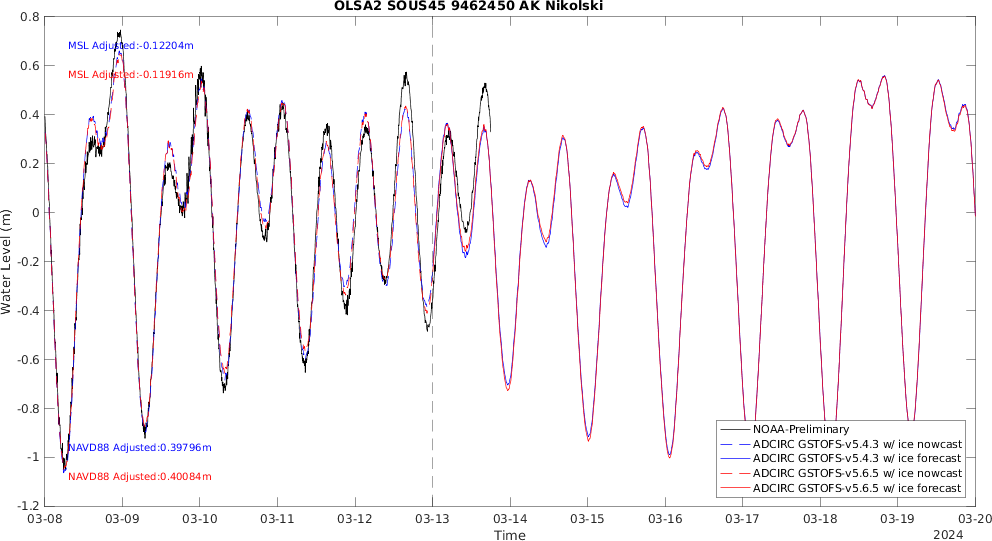 OLSA2 SOUS45 9462450 AK Nikolski
0.8
0.6
0.4
0.2
0
-0.2
-0.4
-0.6
-0.8
-1
-1.2
Water Level (m)
MSL Adjusted:-0.12204m
MSL Adjusted:-0.11916m
NAVD88 Adjusted:0.39796m
NAVD88 Adjusted:0.40084m
NOAA-Preliminary
ADCIRC GSTOFS-v5.4.3 w/ ice nowcast
ADCIRC GSTOFS-v5.4.3 w/ ice forecast
ADCIRC GSTOFS-v5.6.5 w/ ice nowcast
ADCIRC GSTOFS-v5.6.5 w/ ice forecast
03-08 03-09 03-10 03-11 03-12 03-13 03-14 03-15 03-16 03-17 03-18 03-19 03-20
Time
2024